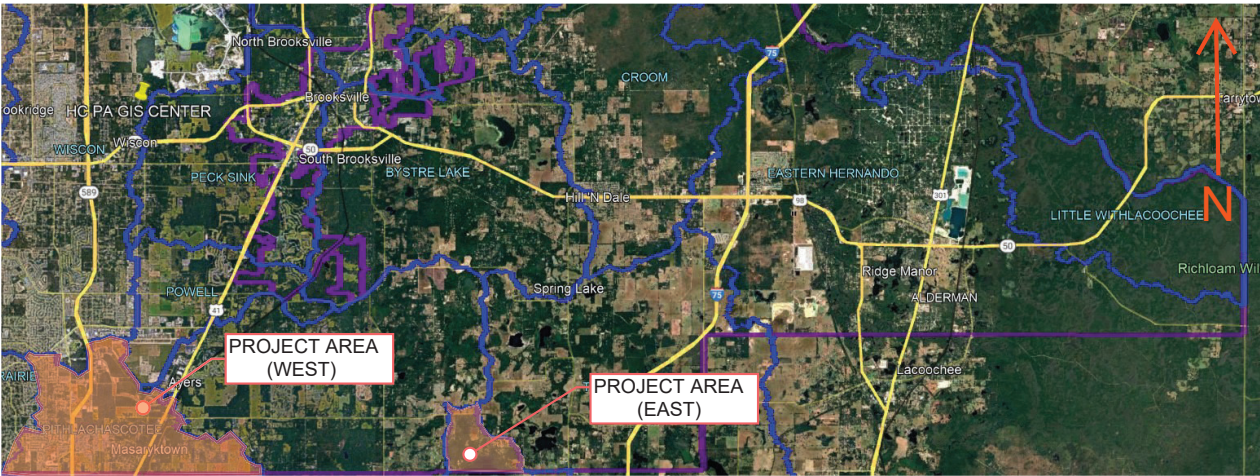 North Brooksville
75
CROOM
Brooksville
ookridge
HC PA GIS CENTER
Wiscon
WISCON
50
South Brooksville
PECK SINK
BYSTRE LAKE
EASTERN HERNANDO
589
Hill 'N Dale
98
301
LITTLE WITHLACOOCHEE
N
50
Ridge Manor
Richloam Wil
POWELL
Spring Lake
75
ALDERMAN
41
PROJECT AREA
(WEST)
Ayers
RAIRIE
Lacoochee
PROJECT AREA
(EAST)
PITHLACHASCOTEE
Masaryktown